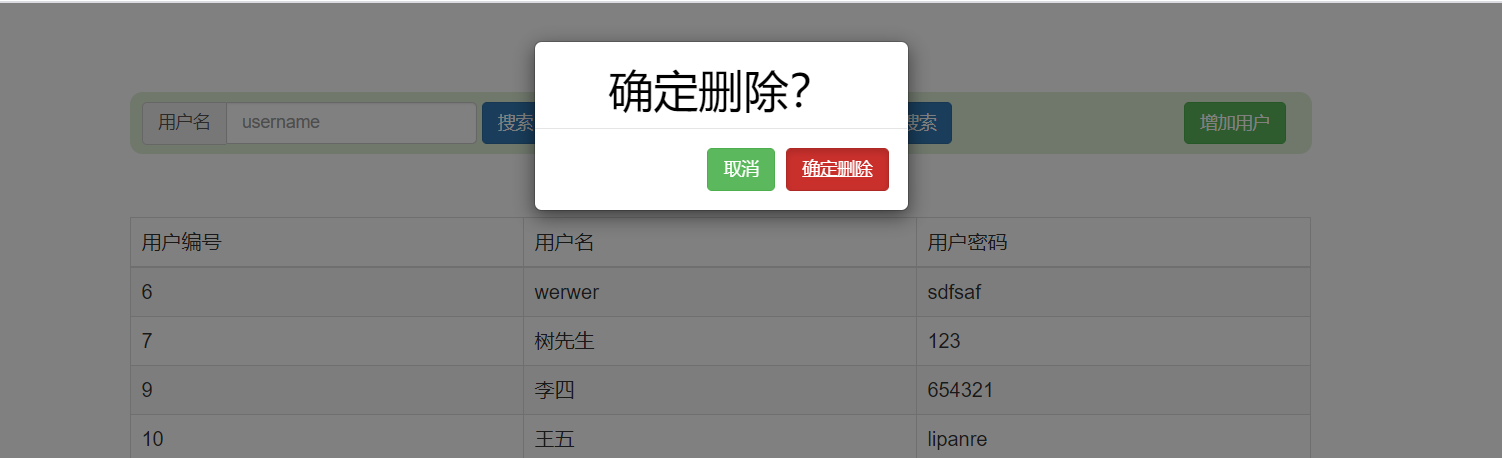 确定删除?
用户名 username 搜索 搜索 增加用户
取消 确定删除
用户编号 用户名 用户密码
6 werwer sdfsaf
7 树先生 123
9 李四 654321
10 王五 lipanre